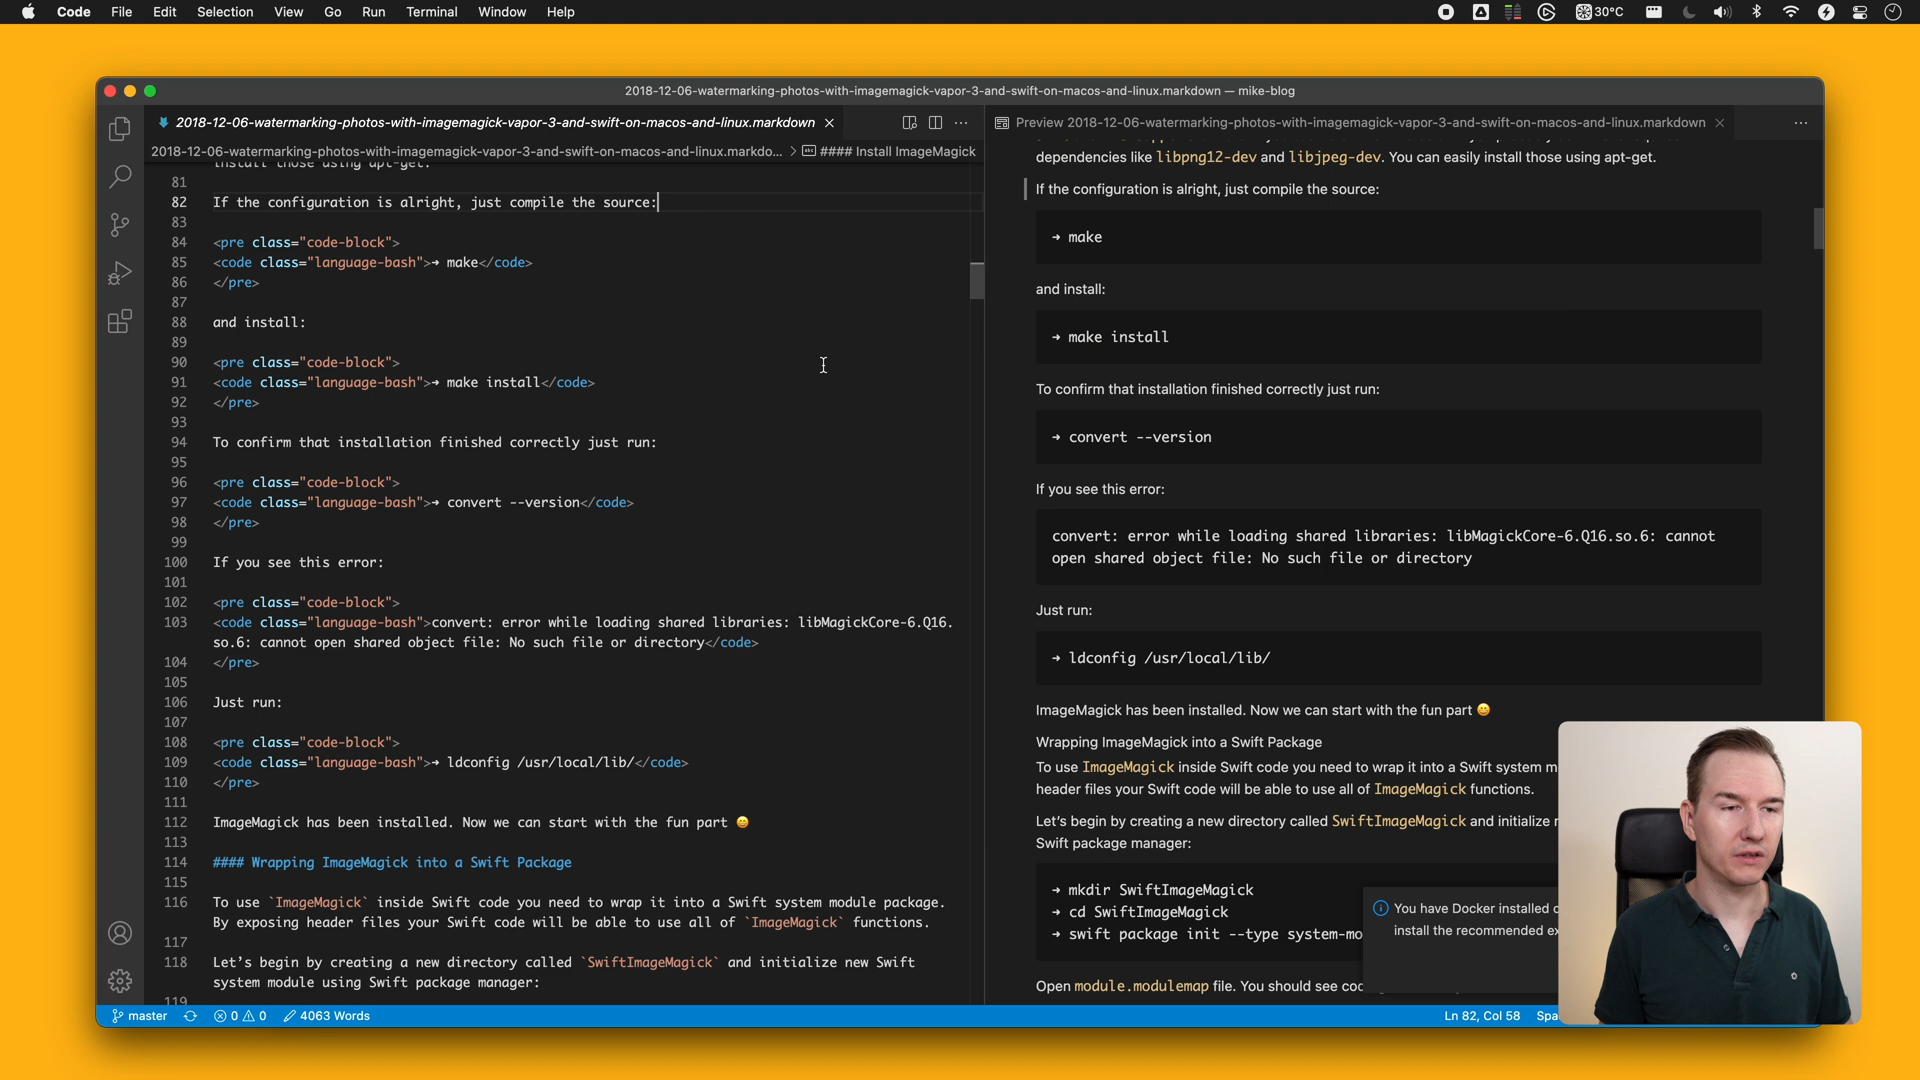 Code File Edit Selection View Go Run Terminal Window Help
30°C
2018-12-06-watermarking-photos-with-imagemagick-vapor-3-and-swift-on-macos-and-linux.markdown — mike-blog
2018-12-06-watermarking-photos-with-imagemagick-vapor-3-and-swift-on-macos-and-linux.markdown
2018-12-06-watermarking-photos-with-imagemagick-vapor-3-and-swift-on-macos-and-linux.markdo... > #### Install ImageMagick
install those using apt-get.
81
82 If the configuration is alright, just compile the source:
83
84 <pre class="code-block">
85 <code class="language-bash">→ make</code>
86 </pre>
87
88 and install:
89
90 <pre class="code-block">
91 <code class="language-bash">→ make install</code>
92 </pre>
93
94 To confirm that installation finished correctly just run:
95
96 <pre class="code-block">
97 <code class="language-bash">→ convert --version</code>
98 </pre>
99
100 If you see this error:
101
102 <pre class="code-block">
103 <code class="language-bash">convert: error while loading shared libraries: libMagickCore-6.Q16.
so.6: cannot open shared object file: No such file or directory</code>
104 </pre>
105
106 Just run:
107
108 <pre class="code-block">
109 <code class="language-bash">→ ldconfig /usr/local/lib/</code>
110 </pre>
111
112 ImageMagick has been installed. Now we can start with the fun part 😄
113
114 #### Wrapping ImageMagick into a Swift Package
115
116 To use `ImageMagick` inside Swift code you need to wrap it into a Swift system module package.
By exposing header files your Swift code will be able to use all of `ImageMagick` functions.
117
118 Let's begin by creating a new directory called `SwiftImageMagick` and initialize new Swift
system module using Swift package manager:
119
Preview 2018-12-06-watermarking-photos-with-imagemagick-vapor-3-and-swift-on-macos-and-linux.markdown
dependencies like libpng12-dev and libjpeg-dev. You can easily install those using apt-get.
If the configuration is alright, just compile the source:
→ make
and install:
→ make install
To confirm that installation finished correctly just run:
→ convert --version
If you see this error:
convert: error while loading shared libraries: libMagickCore-6.Q16.so.6: cannot
open shared object file: No such file or directory
Just run:
→ ldconfig /usr/local/lib/
ImageMagick has been installed. Now we can start with the fun part 😄
Wrapping ImageMagick into a Swift Package
To use ImageMagick inside Swift code you need to wrap it into a Swift system m
header files your Swift code will be able to use all of ImageMagick functions.
Let's begin by creating a new directory called SwiftImageMagick and initialize
Swift package manager:
→ mkdir SwiftImageMagick
→ cd SwiftImageMagick
→ swift package init --type system-mo
You have Docker installed
install the recommended
Open module.modulemap file. You should see
master 0 0 4063 Words
Ln 82, Col 58 Spa